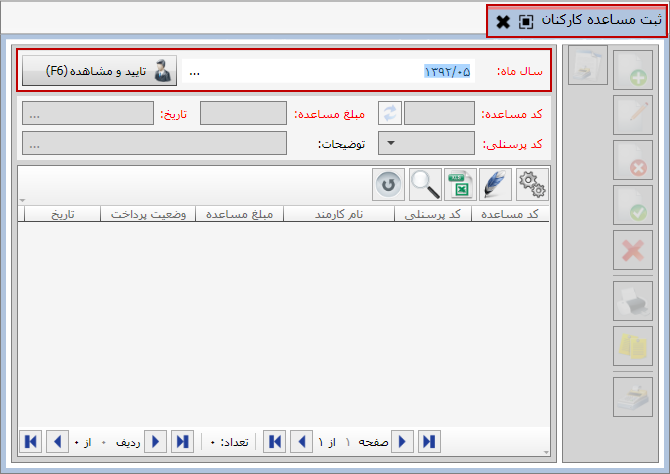 ثبت مساعده کارکنان
سال ماه: ۱۳۹۲/۰۵ ... تایید و مشاهده (F6)
کد مساعده: مبلغ مساعده: تاریخ: ...
کد پرسنلی: توضیحات: ...
کد مساعده کد پرسنلی نام کارمند مبلغ مساعده وضعیت پرداخت تاریخ
صفحه ۱ از ۱ تعداد: ۰ ردیف ۰ از ۰